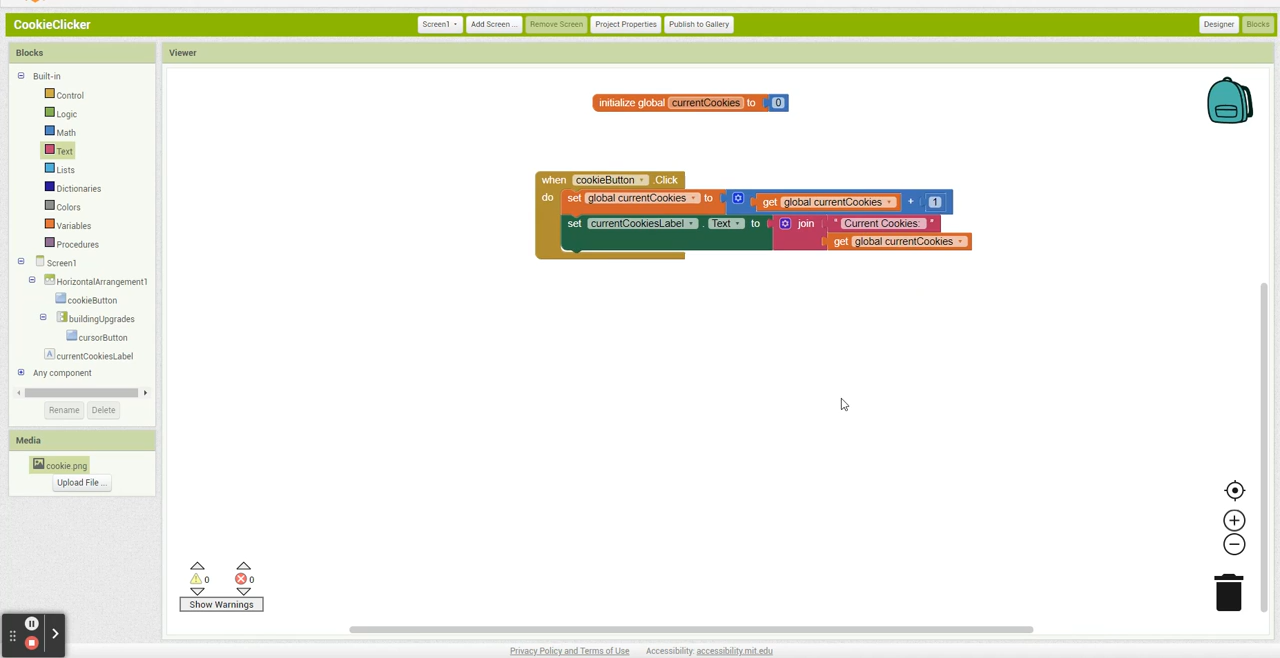 CookieClicker
Screen1
Add Screen ...
Remove Screen
Project Properties
Publish to Gallery
Designer
Blocks
Blocks
Viewer
Built-in
Control
Logic
Math
Text
Lists
Dictionaries
Colors
Variables
Procedures
Screen1
HorizontalArrangement1
cookieButton
buildingUpgrades
cursorButton
currentCookiesLabel
Any component
Rename
Delete
Media
cookie.png
Upload File ...
initialize global currentCookies to 0
when cookieButton .Click
do set global currentCookies to get global currentCookies + 1
set currentCookiesLabel . Text to join " Current Cookies: "
get global currentCookies
0 0
Show Warnings
Privacy Policy and Terms of Use Accessibility: accessibility.mit.edu